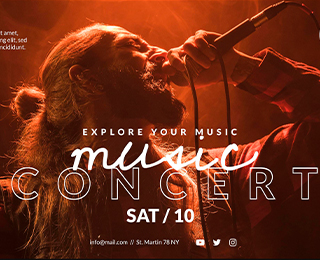 t amet,
ng elit, sed
ncididunt.
EXPLORE YOUR MUSIC
music
CONCERT
SAT / 10
info@mail.com // St. Martin 78 NY